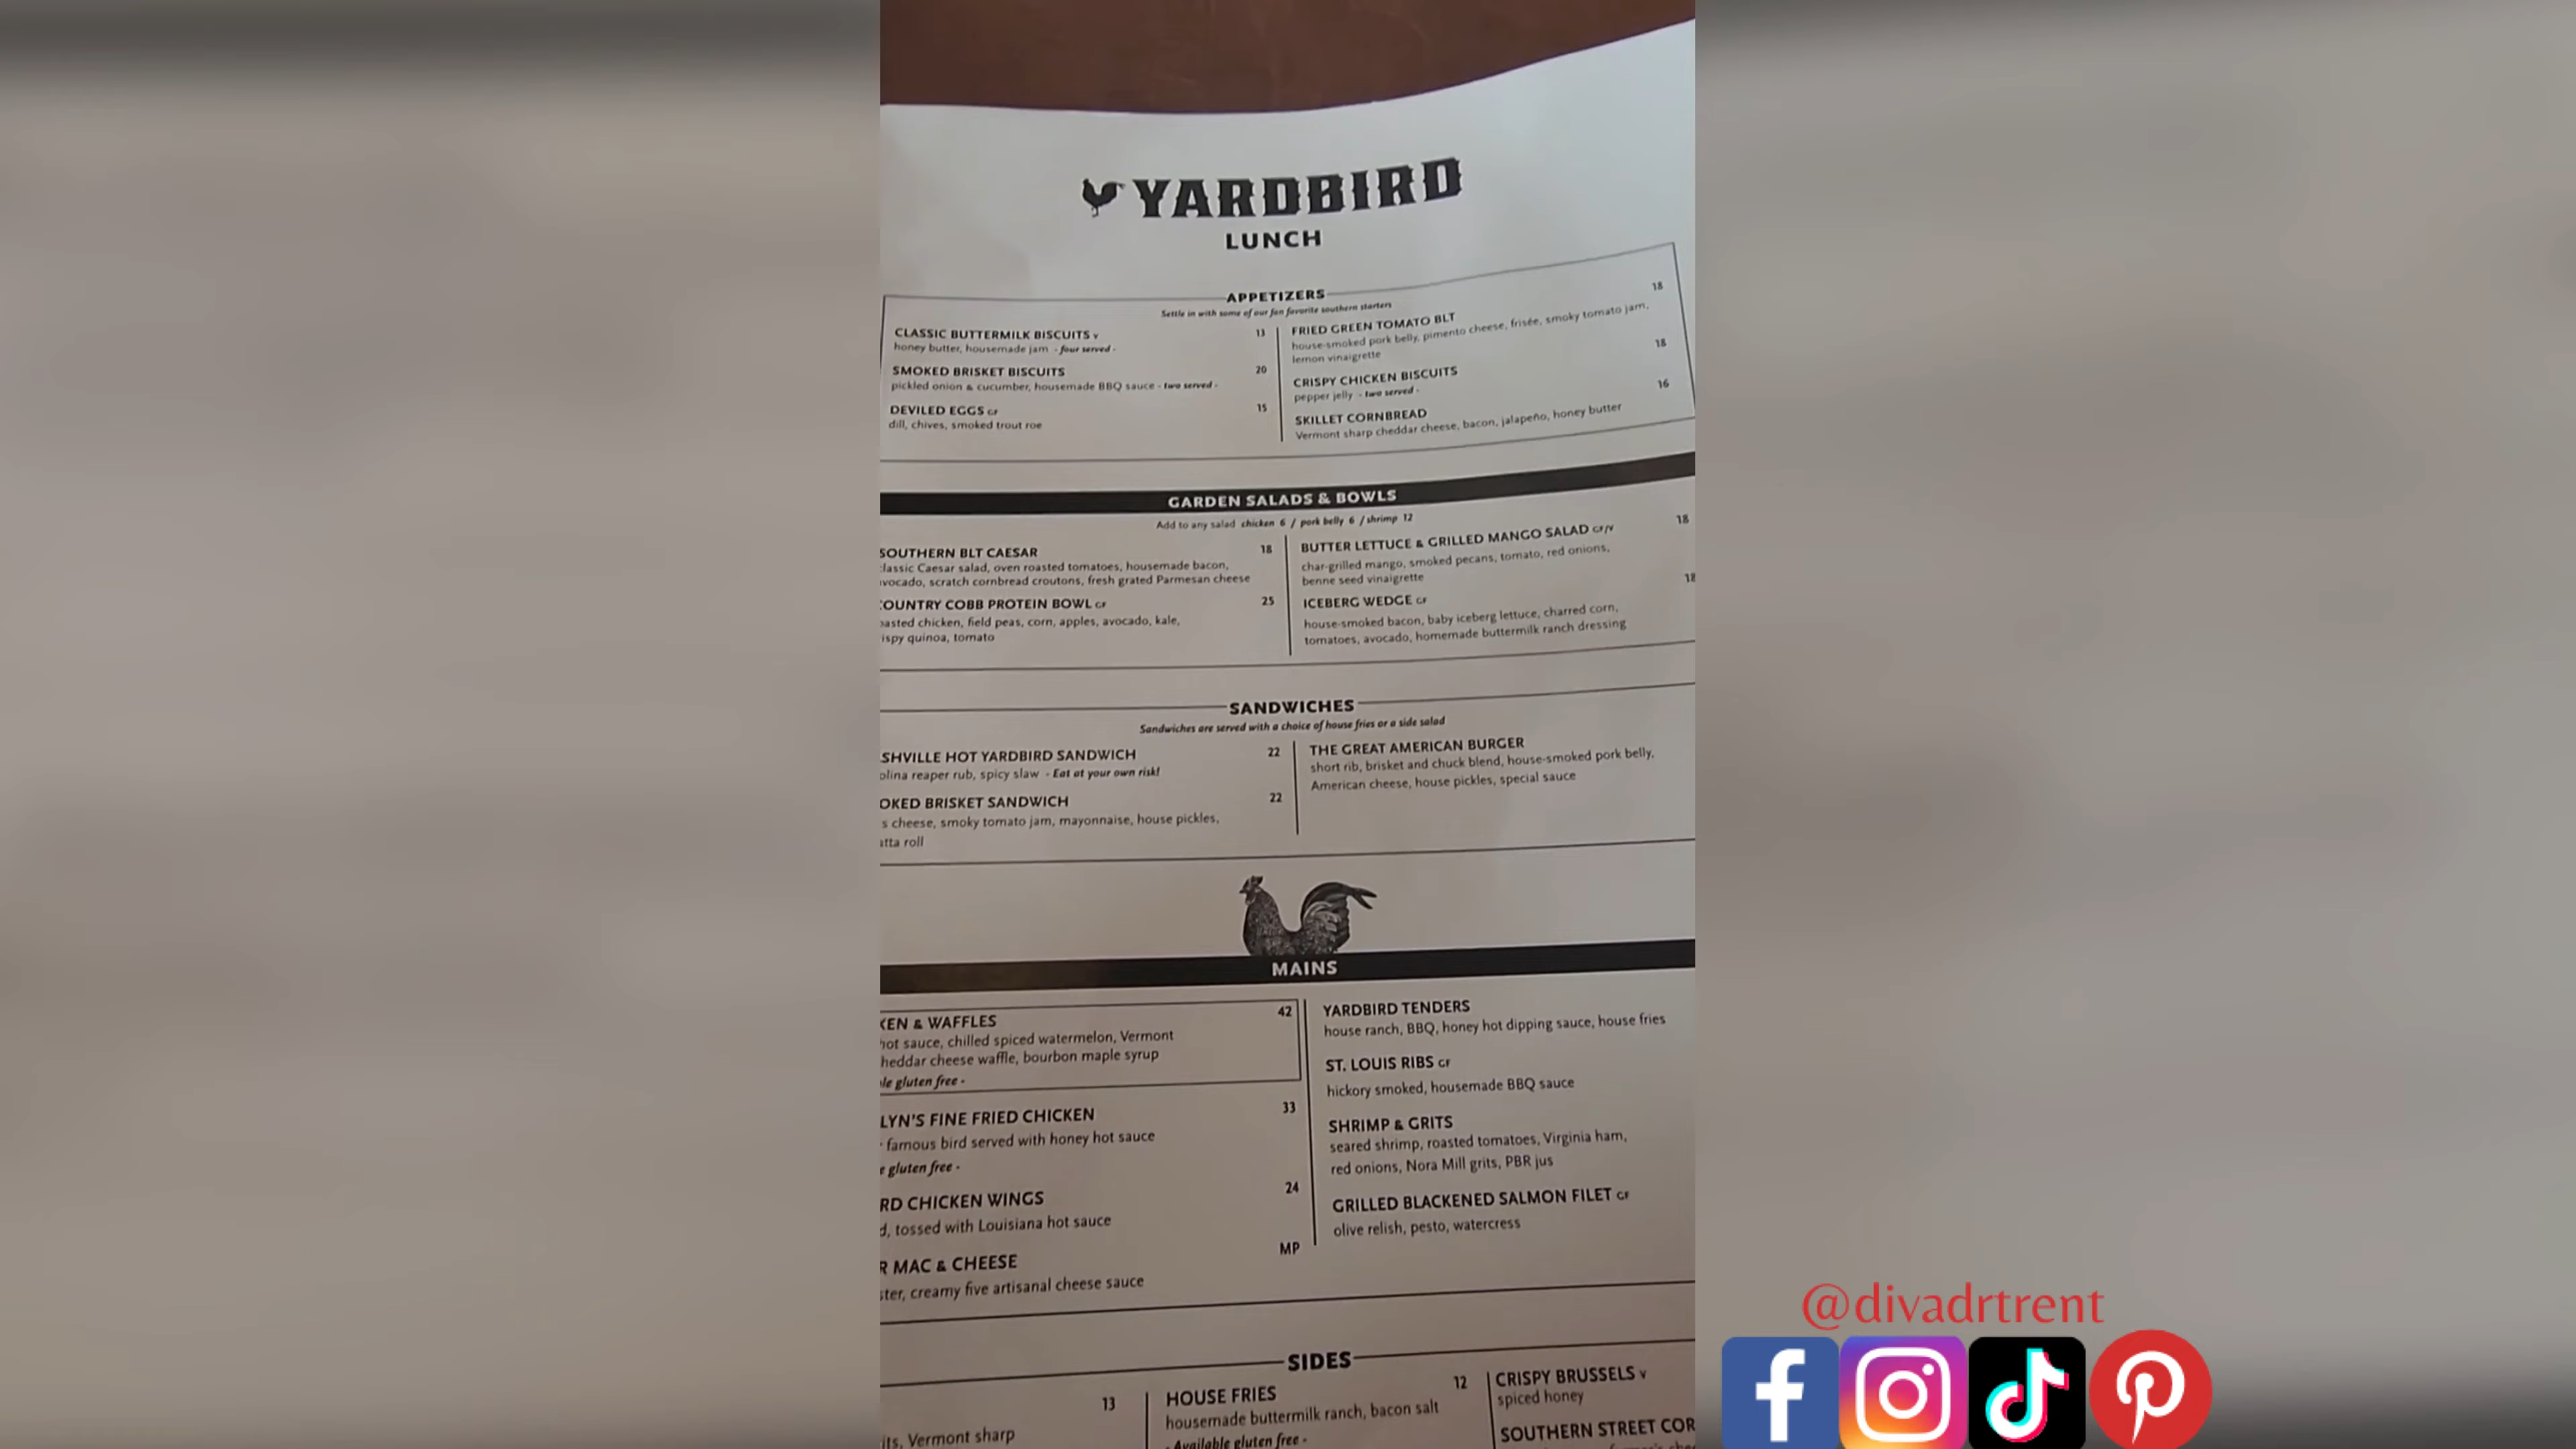 YARDBIRD
LUNCH
APPETIZERS
Settle in with some of our fan favorite southern starters
CLASSIC BUTTERMILK BISCUITS V 13
honey butter, housemade jam - four served -
SMOKED BRISKET BISCUITS 20
pickled onion & cucumber, housemade BBQ sauce - two served -
DEVILED EGGS GF 15
dill, chives, smoked trout roe
FRIED GREEN TOMATO BLT 18
house-smoked pork belly, pimento cheese, frisée, smoky tomato jam,
lemon vinaigrette
CRISPY CHICKEN BISCUITS 18
pepper jelly - two served -
SKILLET CORNBREAD 16
Vermont sharp cheddar cheese, bacon, jalapeño, honey butter
GARDEN SALADS & BOWLS
Add to any salad chicken 6 / pork belly 6 / shrimp 12
SOUTHERN BLT CAESAR 18
lassic Caesar salad, oven roasted tomatoes, housemade bacon,
vocado, scratch cornbread croutons, fresh grated Parmesan cheese
OUNTRY COBB PROTEIN BOWL GF 25
asted chicken, field peas, corn, apples, avocado, kale,
ispy quinoa, tomato
BUTTER LETTUCE & GRILLED MANGO SALAD GF/V 18
char-grilled mango, smoked pecans, tomato, red onions,
benne seed vinaigrette
ICEBERG WEDGE GF 18
house-smoked bacon, baby iceberg lettuce, charred corn,
tomatoes, avocado, homemade buttermilk ranch dressing
SANDWICHES
Sandwiches are served with a choice of house fries or a side salad
SHVILLE HOT YARDBIRD SANDWICH 22
olina reaper rub, spicy slaw - Eat at your own risk!
OKED BRISKET SANDWICH 22
s cheese, smoky tomato jam, mayonnaise, house pickles,
atta roll
THE GREAT AMERICAN BURGER
short rib, brisket and chuck blend, house-smoked pork belly,
American cheese, house pickles, special sauce
MAINS
KEN & WAFFLES 42
hot sauce, chilled spiced watermelon, Vermont
heddar cheese waffle, bourbon maple syrup
le gluten free -
LYN'S FINE FRIED CHICKEN 33
famous bird served with honey hot sauce
e gluten free -
RD CHICKEN WINGS 24
d, tossed with Louisiana hot sauce
R MAC & CHEESE MP
ster, creamy five artisanal cheese sauce
YARDBIRD TENDERS
house ranch, BBQ, honey hot dipping sauce, house fries
ST. LOUIS RIBS GF
hickory smoked, housemade BBQ sauce
SHRIMP & GRITS
seared shrimp, roasted tomatoes, Virginia ham,
red onions, Nora Mill grits, PBR jus
GRILLED BLACKENED SALMON FILET GF
olive relish, pesto, watercress
SIDES
13
its, Vermont sharp
HOUSE FRIES 12
housemade buttermilk ranch, bacon salt
- Available gluten free -
CRISPY BRUSSELS V
spiced honey
SOUTHERN STREET COR
@divadrtrent